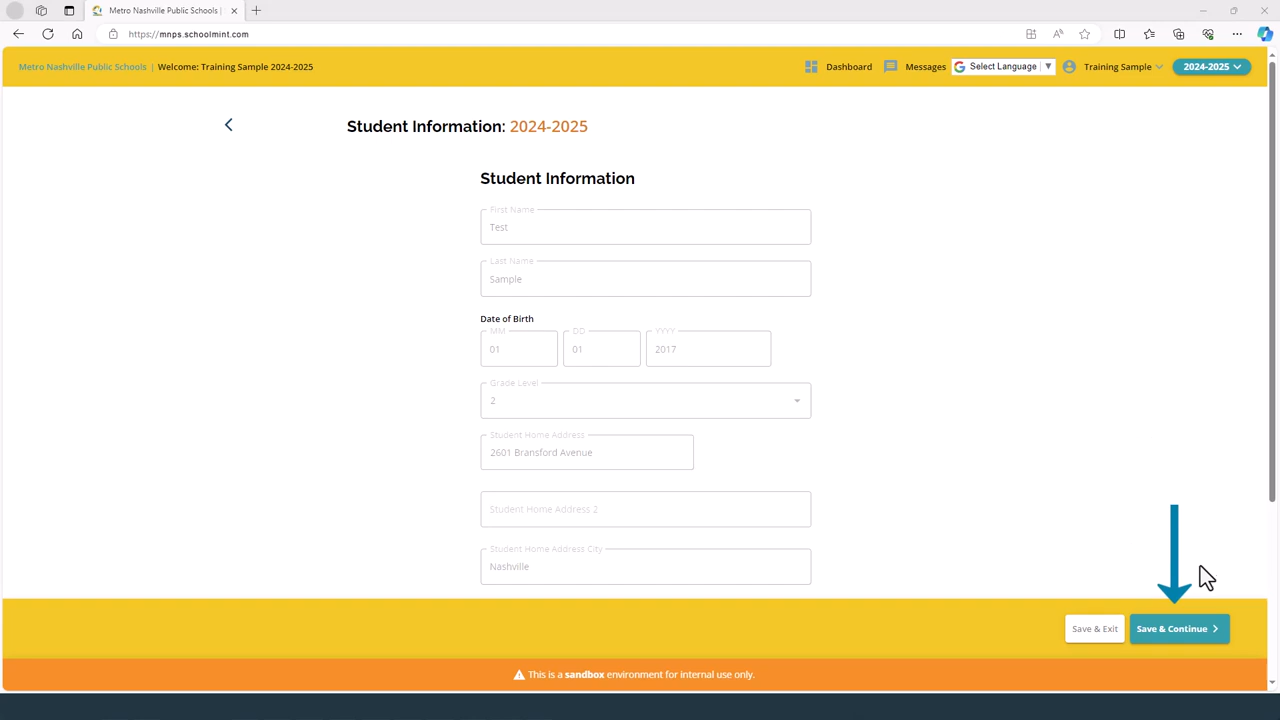 Metro Nashville Public Schools |
https://mnps.schoolmint.com
Metro Nashville Public Schools | Welcome: Training Sample 2024-2025
Dashboard
Messages
Select Language
Training Sample
2024-2025
Student Information: 2024-2025
Student Information
First Name
Test
Last Name
Sample
Date of Birth
MM DD YYYY
01 01 2017
Grade Level
2
Student Home Address
2601 Bransford Avenue
Student Home Address 2
Student Home Address City
Nashville
Save & Exit
Save & Continue
This is a sandbox environment for internal use only.